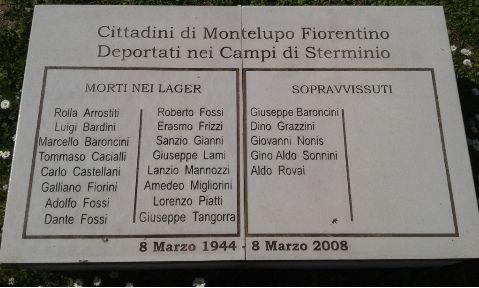 Cittadini di Montelupo Fiorentino
Deportati nei Campi di Sterminio
MORTI NEI LAGER
Rolla Arrostiti
Luigi Bardini
Marcello Baroncini
Tommaso Cacialli
Carlo Castellani
Galliano Fiorini
Adolfo Fossi
Dante Fossi
Roberto Fossi
Erasmo Frizzi
Sanzio Gianni
Giuseppe Lami
Lanzio Mannozzi
Amedeo Migliorini
Lorenzo Piatti
Giuseppe Tangorra
SOPRAVVISSUTI
Giuseppe Baroncini
Dino Grazzini
Giovanni Nonis
Gino Aldo Sonnini
Aldo Rovai
8 Marzo 1944 - 8 Marzo 2008